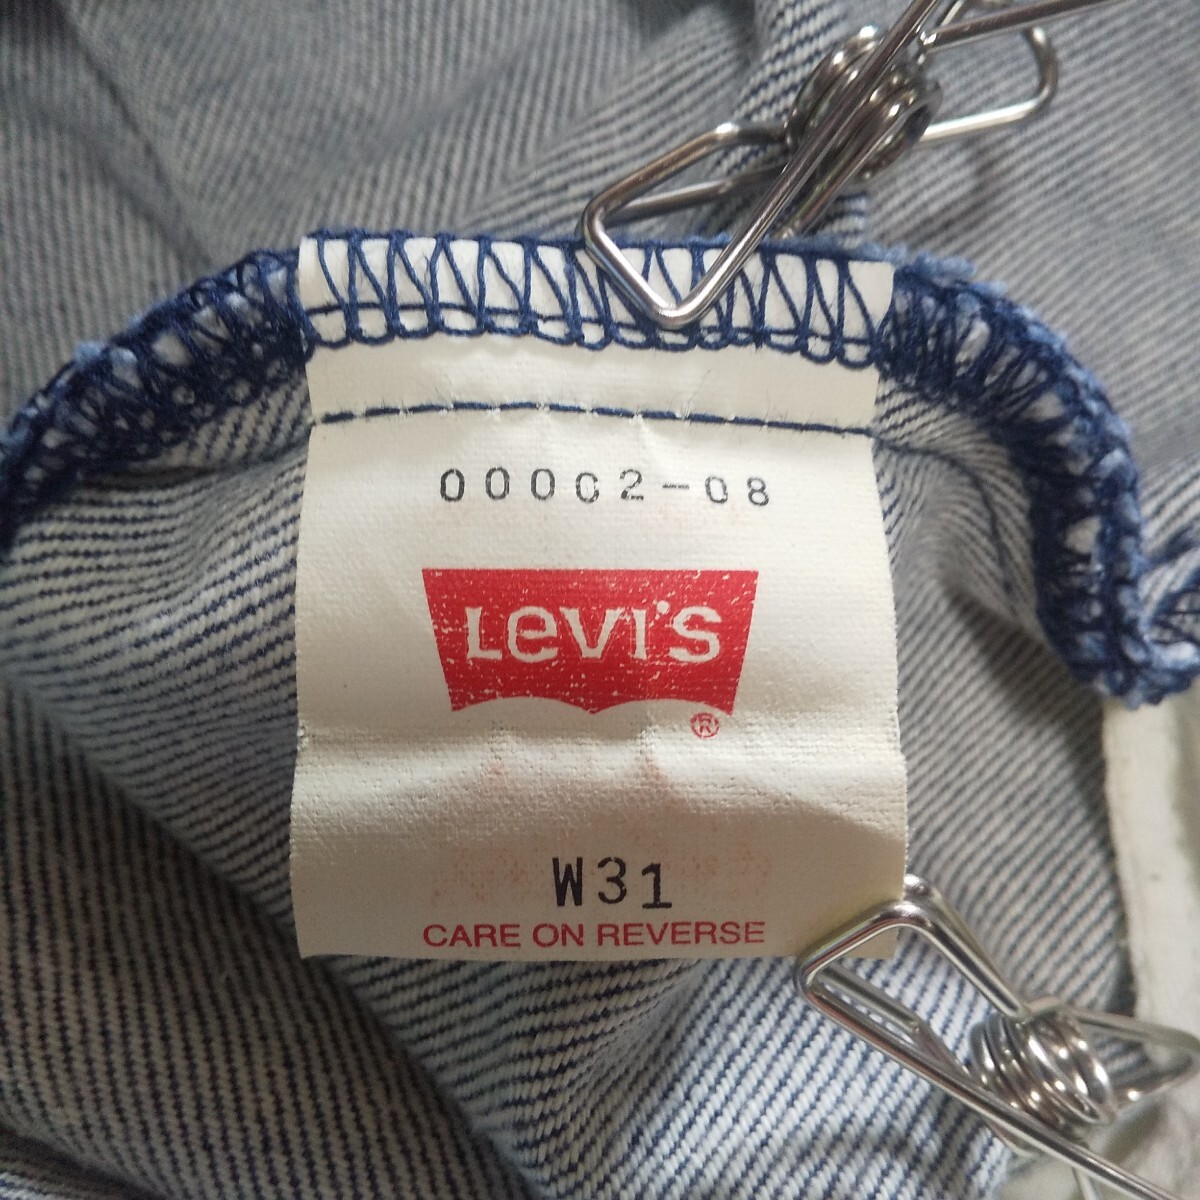 00002-08
LEVI'S
®
W31
CARE ON REVERSE